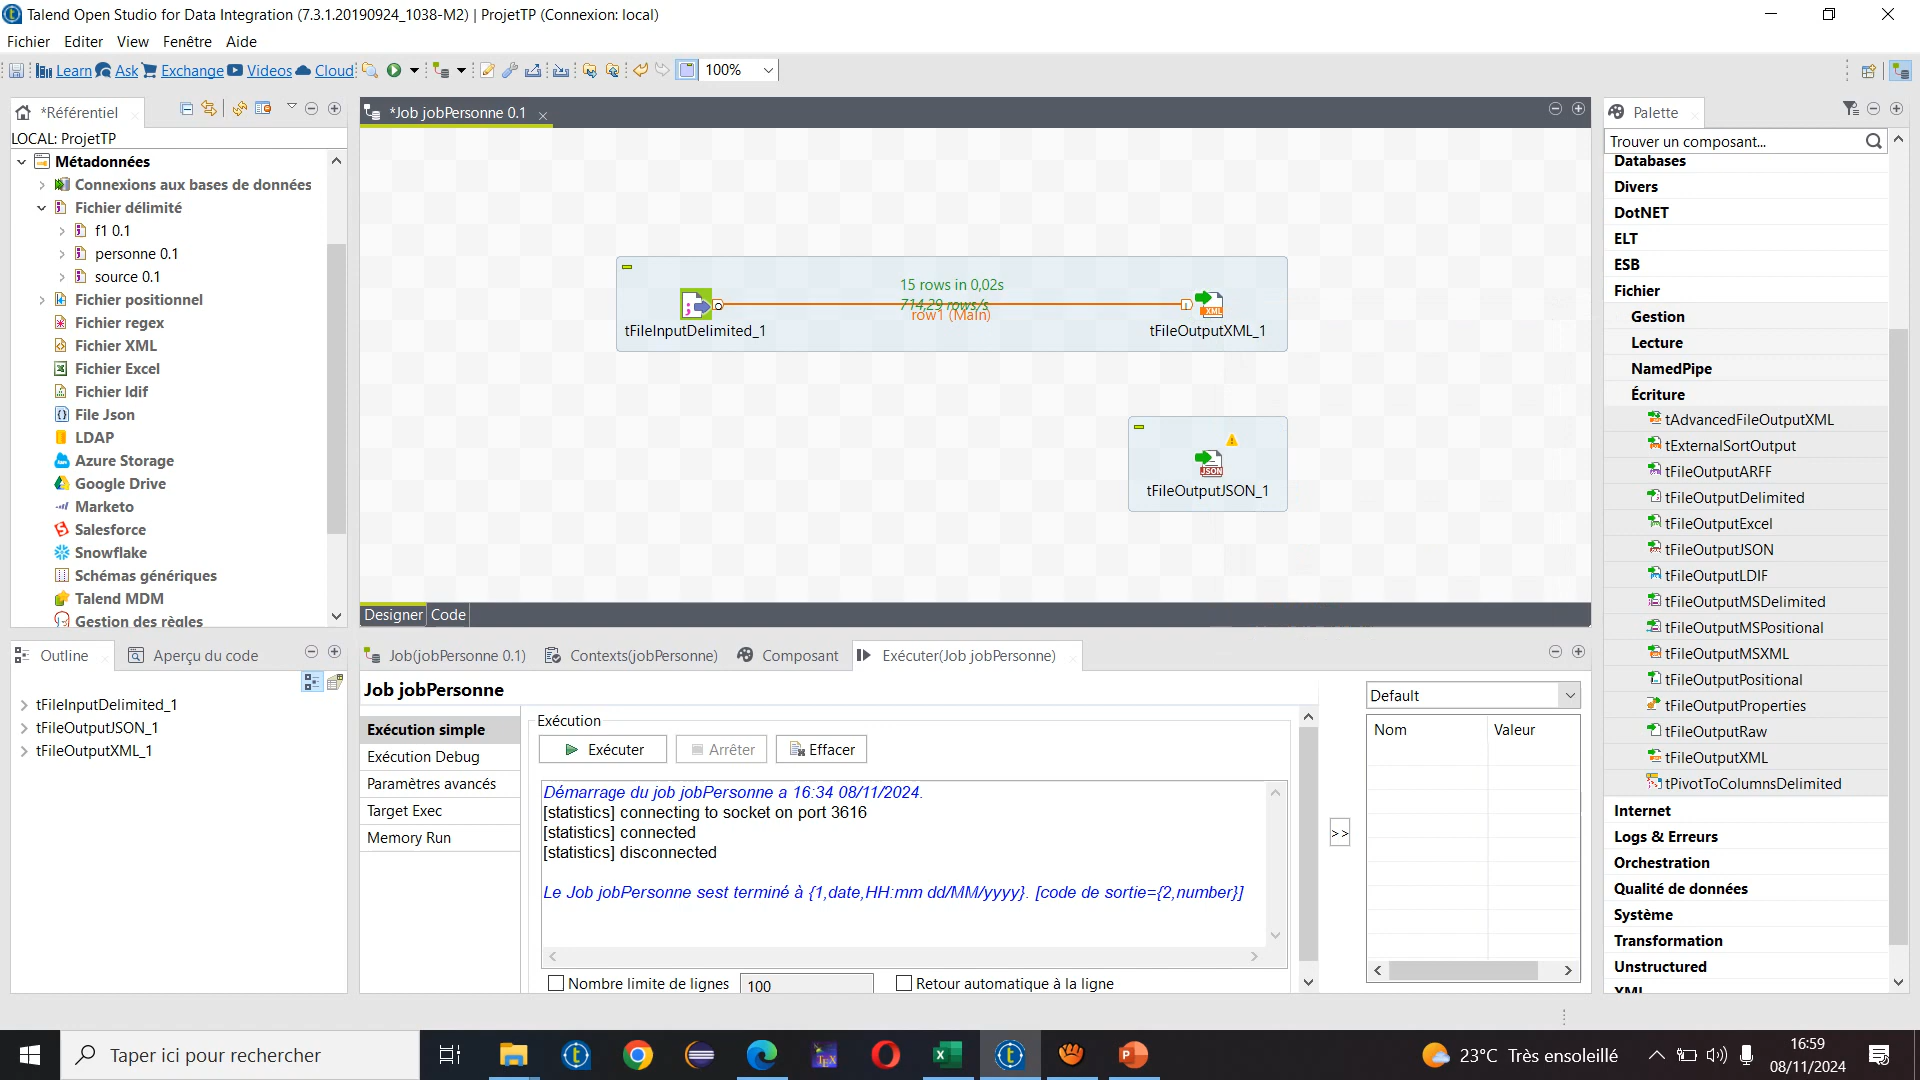 Talend Open Studio for Data Integration (7.3.1.20190924_1038-M2) | ProjetTP (Connexion: local)
Fichier Editer View Fenêtre Aide
Learn Ask Exchange Videos Cloud 100%
*Référentiel
LOCAL: ProjetTP
Métadonnées
Connexions aux bases de données
Fichier délimité
f1 0.1
personne 0.1
source 0.1
Fichier positionnel
Fichier regex
Fichier XML
Fichier Excel
Fichier ldif
File Json
LDAP
Azure Storage
Google Drive
Marketo
Salesforce
Snowflake
Schémas génériques
Talend MDM
Gestion des règles
*Job jobPersonne 0.1
15 rows in 0,02s
714,29 rows/s
row1 (Main)
tFileInputDelimited_1
tFileOutputXML_1
XML
JSON
tFileOutputJSON_1
Designer Code
Palette
Trouver un composant...
Databases
Divers
DotNET
ELT
ESB
Fichier
Gestion
Lecture
NamedPipe
Écriture
tAdvancedFileOutputXML
tExternalSortOutput
tFileOutputARFF
tFileOutputDelimited
tFileOutputExcel
tFileOutputJSON
tFileOutputLDIF
tFileOutputMSDelimited
tFileOutputMSPositional
tFileOutputMSXML
tFileOutputPositional
tFileOutputProperties
tFileOutputRaw
tFileOutputXML
tPivotToColumnsDelimited
Internet
Logs & Erreurs
Orchestration
Qualité de données
Système
Transformation
Unstructured
XML
Outline Aperçu du code
tFileInputDelimited_1
tFileOutputJSON_1
tFileOutputXML_1
Job(jobPersonne 0.1) Contexts(jobPersonne) Composant Exécuter(Job jobPersonne)
Job jobPersonne
Exécution simple
Exécution Debug
Paramètres avancés
Target Exec
Memory Run
Exécution
Exécuter Arrêter Effacer
Démarrage du job jobPersonne a 16:34 08/11/2024.
[statistics] connecting to socket on port 3616
[statistics] connected
[statistics] disconnected
Le Job jobPersonne sest terminé à {1,date,HH:mm dd/MM/yyyy}. [code de sortie={2,number}]
Nombre limite de lignes 100 Retour automatique à la ligne
>>
Default
Nom Valeur
Taper ici pour rechercher
23°C Très ensoleillé
16:59
08/11/2024